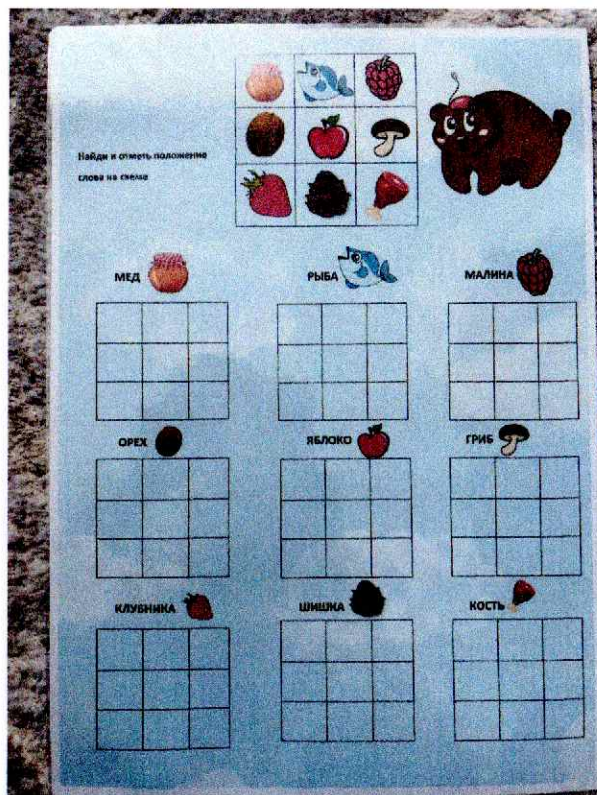 Найди и отметь положение
слова на схеме
МЕД
РЫБА
МАЛИНА
ОРЕХ
ЯБЛОКО
ГРИБ
КЛУБНИКА
ШИШКА
КОСТЬ